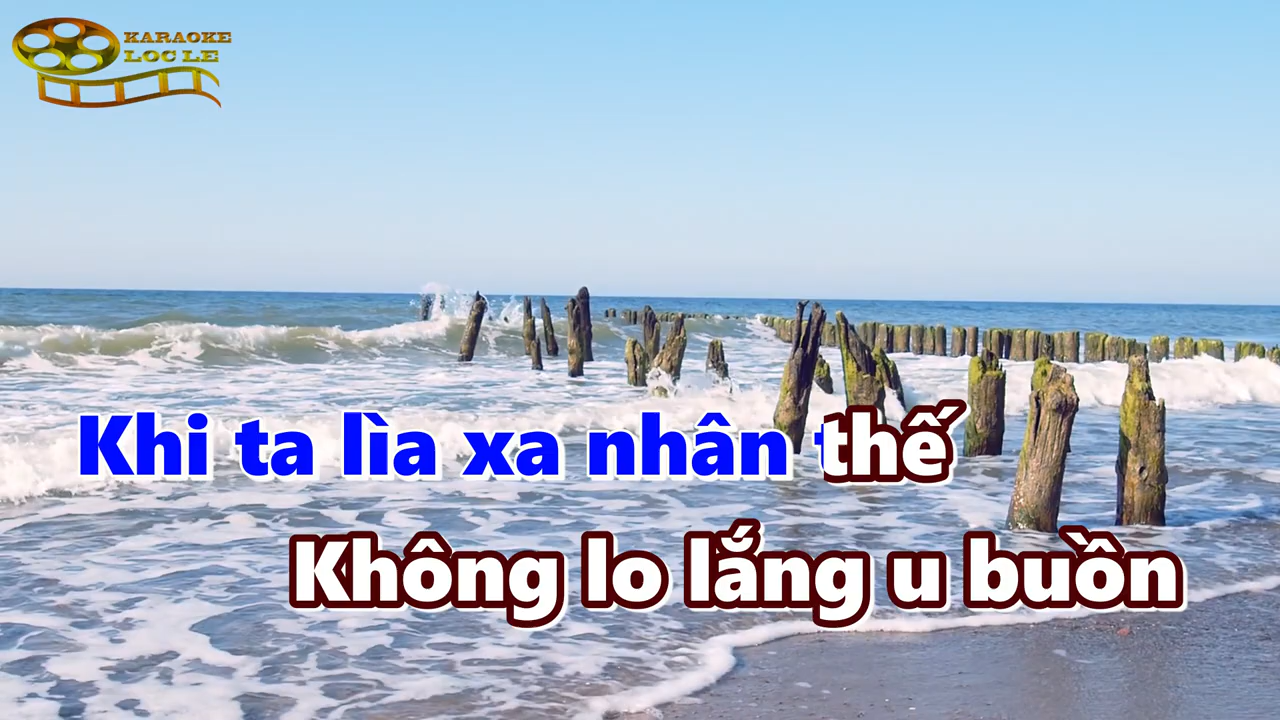 KARAOKE
LOC LE
Khi ta lìa xa nhân thế
Không lo lắng u buồn